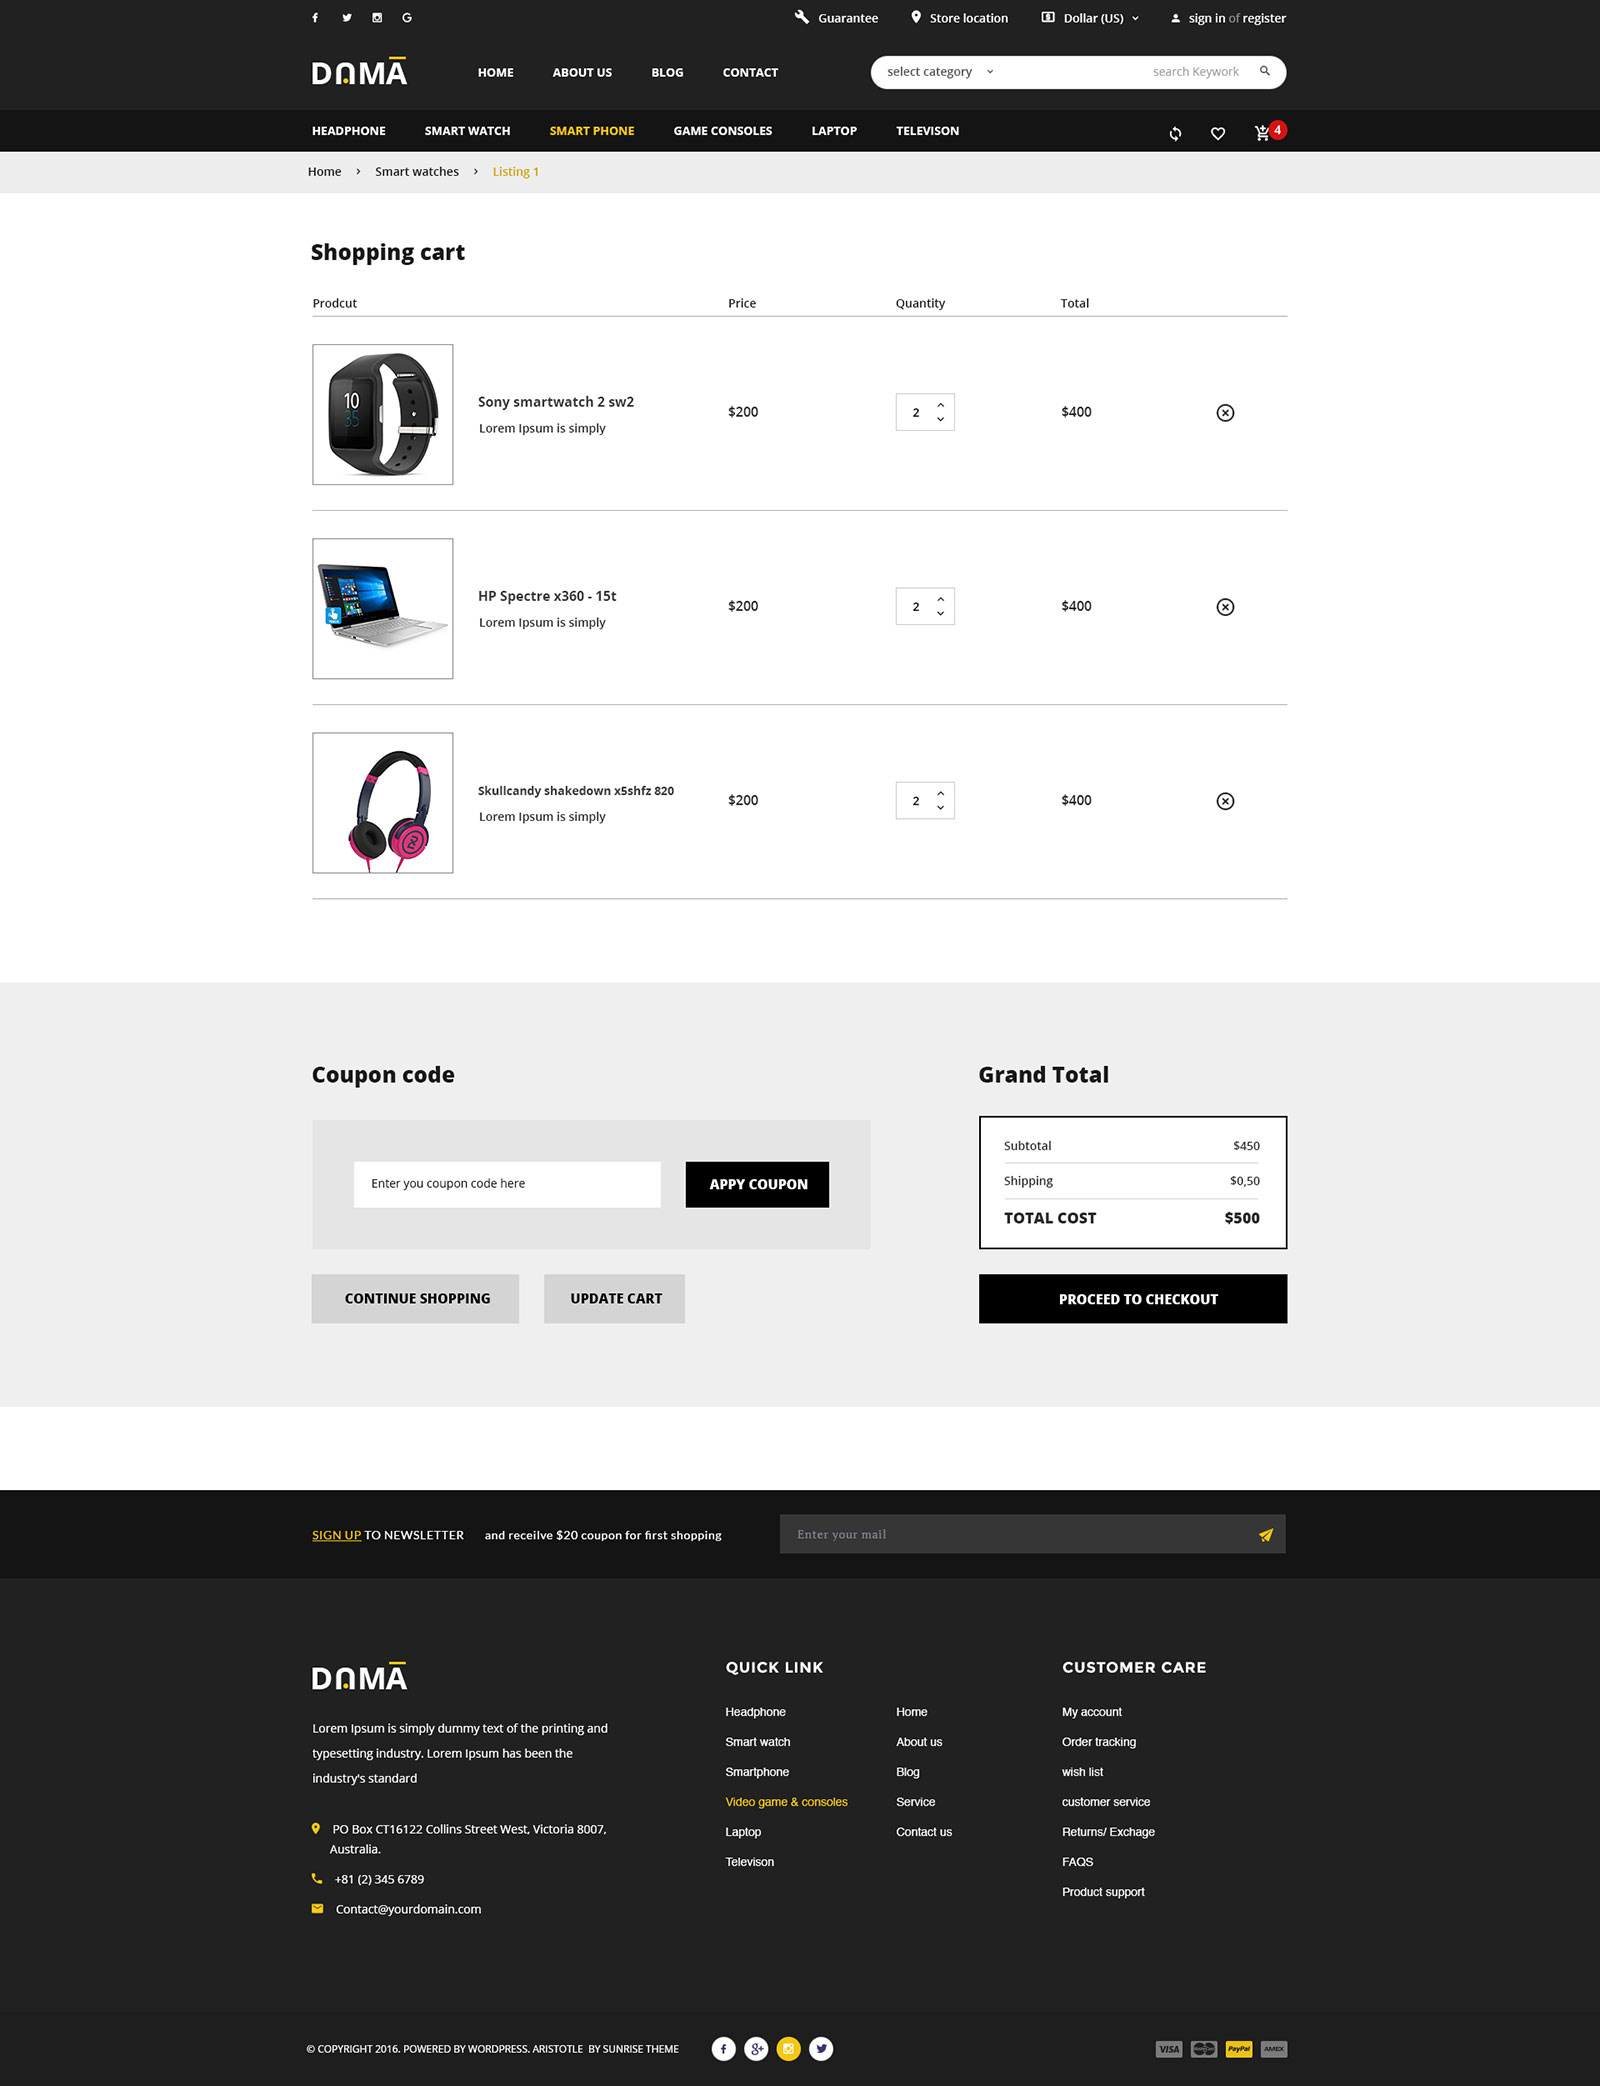 Guarantee
Store location
Dollar (US)
sign in of register
DAMA
HOME ABOUT US BLOG CONTACT
select category
search Keywork
HEADPHONE SMART WATCH SMART PHONE GAME CONSOLES LAPTOP TELEVISON
4
Home > Smart watches > Listing 1
Shopping cart
Prodcut Price Quantity Total
10
35
Sony smartwatch 2 sw2
Lorem Ipsum is simply
$200 2 $400
HP Spectre x360 - 15t
Lorem Ipsum is simply
$200 2 $400
Skullcandy shakedown x5shfz 820
Lorem Ipsum is simply
$200 2 $400
Coupon code
Enter you coupon code here
APPY COUPON
CONTINUE SHOPPING
UPDATE CART
Grand Total
Subtotal $450
Shipping $0,50
TOTAL COST $500
PROCEED TO CHECKOUT
SIGN UP TO NEWSLETTER and receilve $20 coupon for first shopping
Enter your mail
DAMA
Lorem Ipsum is simply dummy text of the printing and
typesetting industry. Lorem Ipsum has been the
industry's standard
PO Box CT16122 Collins Street West, Victoria 8007,
Australia.
+81 (2) 345 6789
Contact@yourdomain.com
QUICK LINK
Headphone
Smart watch
Smartphone
Video game & consoles
Laptop
Televison
Home
About us
Blog
Service
Contact us
CUSTOMER CARE
My account
Order tracking
wish list
customer service
Returns/ Exchage
FAQS
Product support
© COPYRIGHT 2016. POWERED BY WORDPRESS. ARISTOTLE BY SUNRISE THEME
VISA
PayPal
AMEX